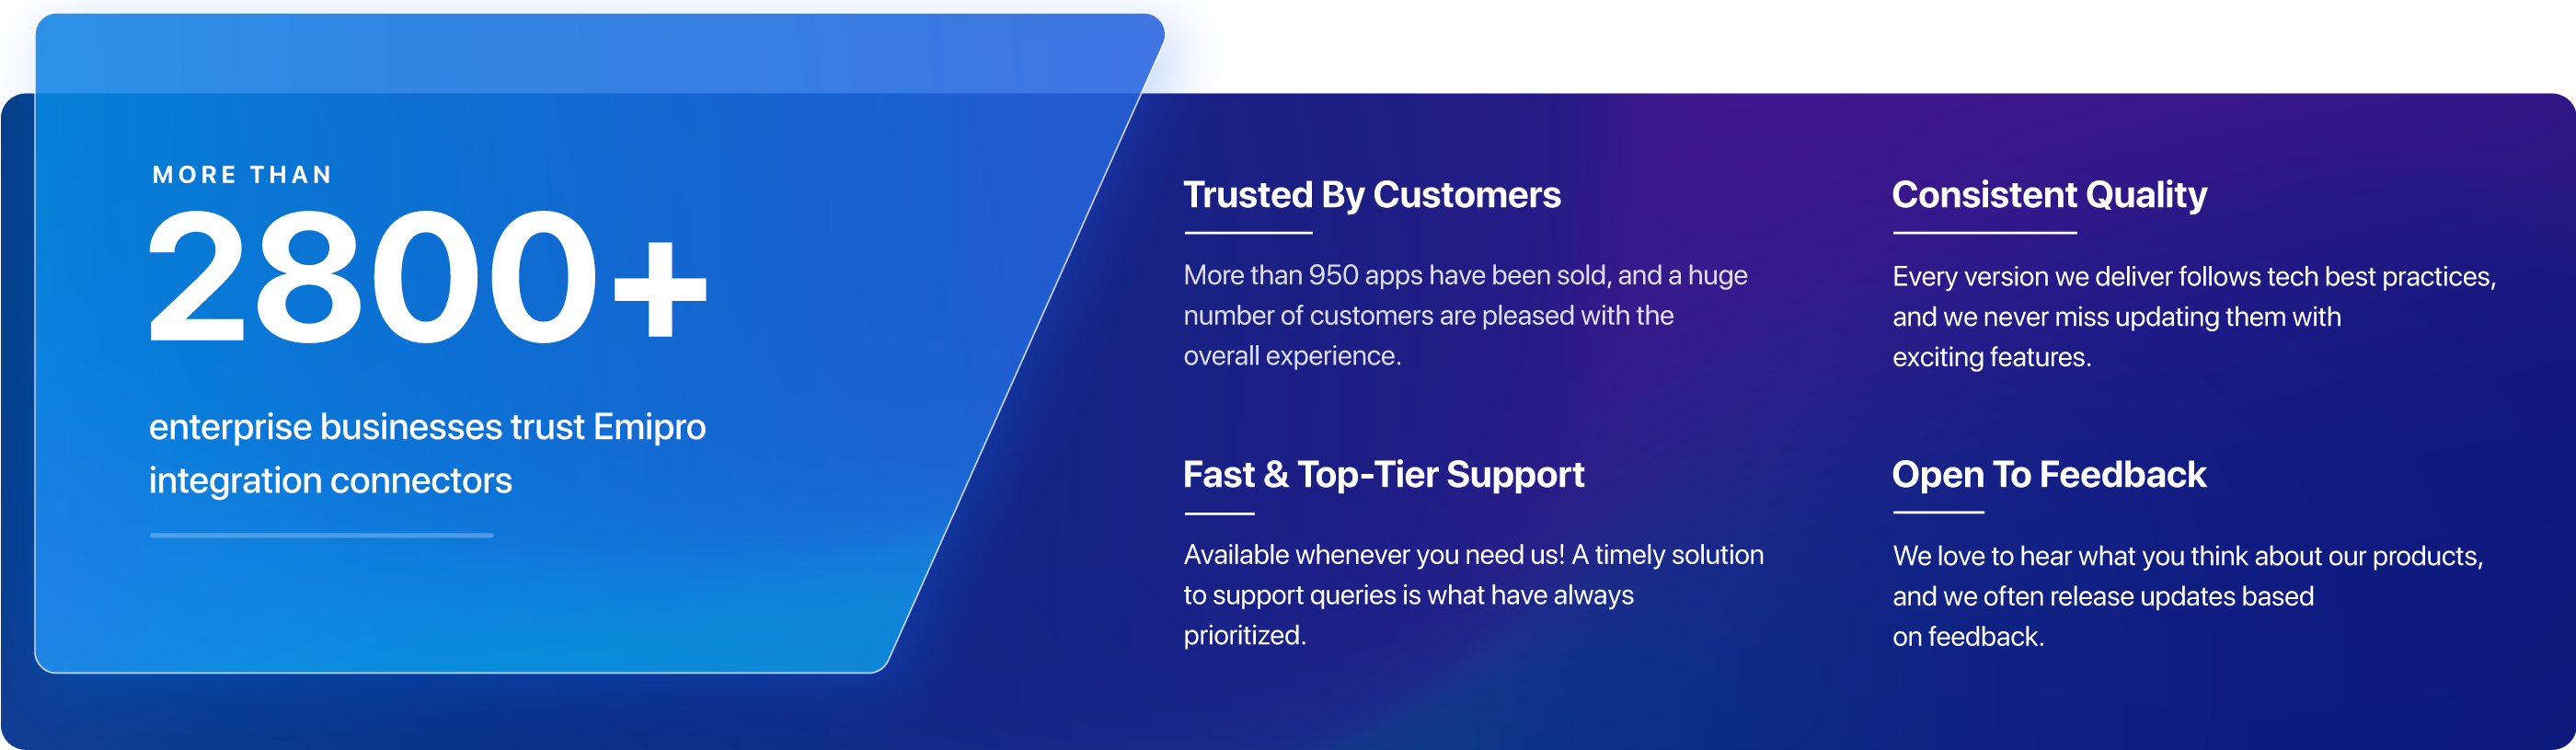 MORE THAN
2800+
enterprise businesses trust Emipro
integration connectors
Trusted By Customers
More than 950 apps have been sold, and a huge
number of customers are pleased with the
overall experience.
Consistent Quality
Every version we deliver follows tech best practices,
and we never miss updating them with
exciting features.
Fast & Top-Tier Support
Available whenever you need us! A timely solution
to support queries is what have always
prioritized.
Open To Feedback
We love to hear what you think about our products,
and we often release updates based
on feedback.